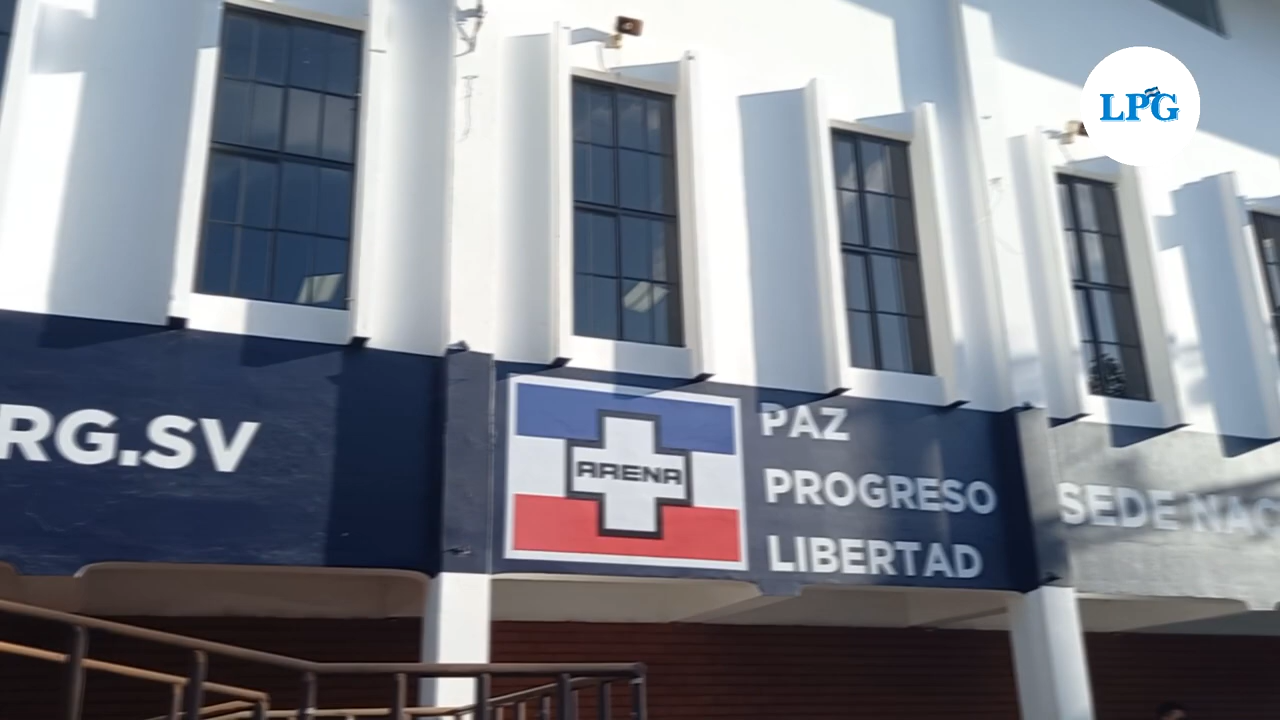 LPG
RG.SV
ARENA
PAZ
PROGRESO
LIBERTAD
SEDE NAC